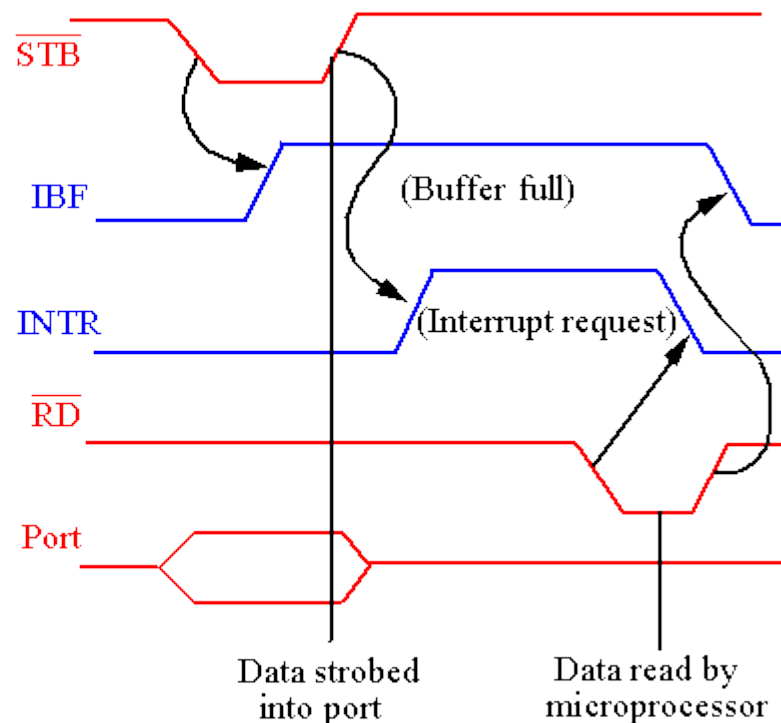 STB
IBF
(Buffer full)
INTR
(Interrupt request)
RD
Port
Data strobed
into port
Data read by
microprocessor